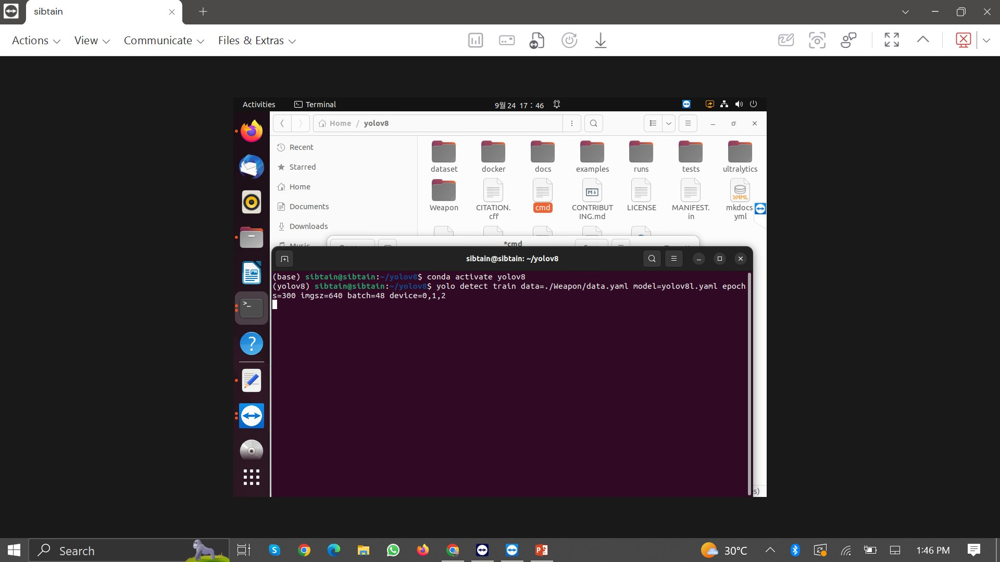 sibtain
Actions View Communicate Files & Extras
Activities Terminal 9월 24 17 : 46
Home / yolov8
Recent
Starred
Home
Documents
Downloads
Music
dataset docker docs examples runs tests ultralytics
Weapon CITATION. cmd CONTRIBUT LICENSE MANIFEST. mkdocs
cff ING.md in yml
M↓
YAML
*cmd
sibtain@sibtain: ~/yolov8
(base) sibtain@sibtain:~/yolov8$ conda activate yolov8
(yolov8) sibtain@sibtain:~/yolov8$ yolo detect train data=./Weapon/data.yaml model=yolov8l.yaml epoch
s=300 imgsz=640 batch=48 device=0,1,2
s)
Search 30°C 1:46 PM